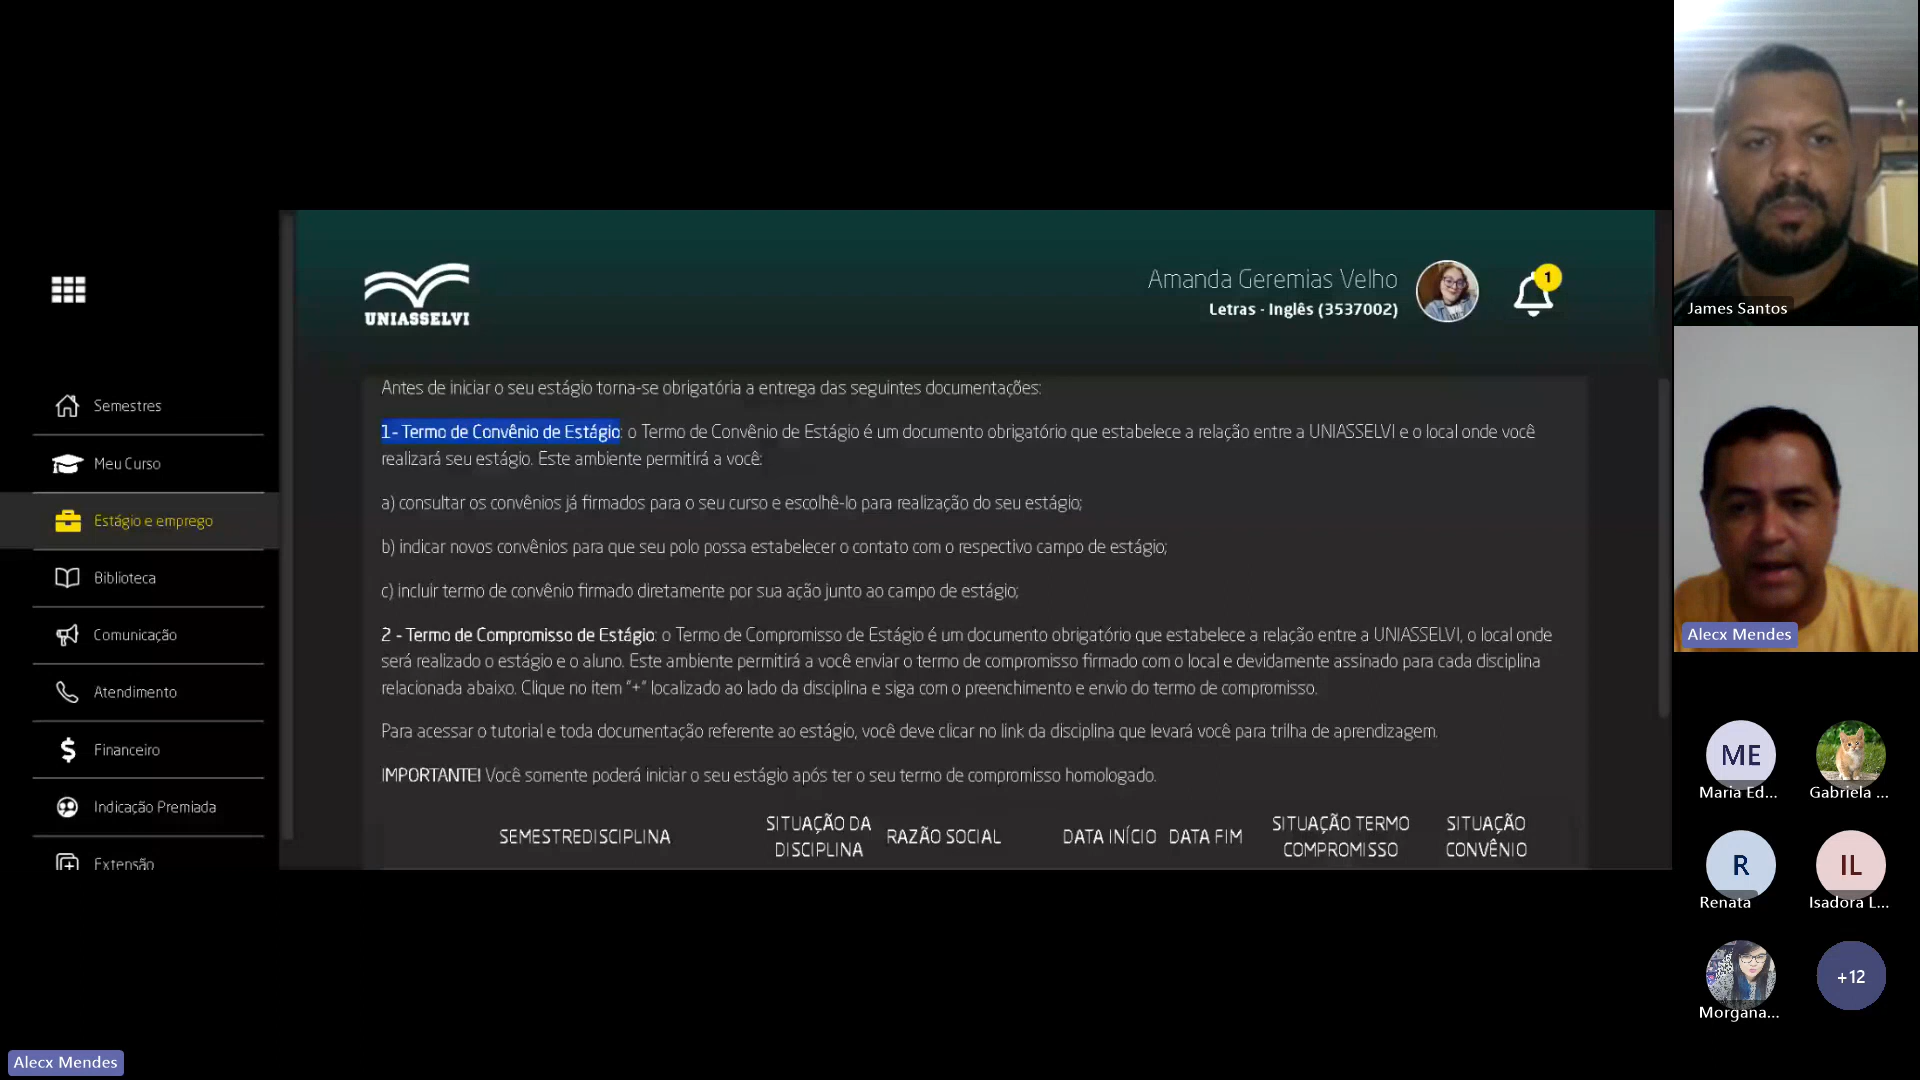 UNIASSELVI
Amanda Geremias Velho
Letras - Inglês (3537002)
1
Semestres
Meu Curso
Estágio e emprego
Biblioteca
Comunicação
Atendimento
Financeiro
Indicação Premiada
Extensão
Antes de iniciar o seu estágio torna-se obrigatória a entrega das seguintes documentações:
1- Termo de Convênio de Estágio: o Termo de Convênio de Estágio é um documento obrigatório que estabelece a relação entre a UNIASSELVI e o local onde você
realizará seu estágio. Este ambiente permitirá a você:
a) consultar os convênios já firmados para o seu curso e escolhê-lo para realização do seu estágio;
b) indicar novos convênios para que seu polo possa estabelecer o contato com o respectivo campo de estágio;
c) incluir termo de convênio firmado diretamente por sua ação junto ao campo de estágio;
2 - Termo de Compromisso de Estágio: o Termo de Compromisso de Estágio é um documento obrigatório que estabelece a relação entre a UNIASSELVI, o local onde
será realizado o estágio e o aluno. Este ambiente permitirá a você enviar o termo de compromisso firmado com o local e devidamente assinado para cada disciplina
relacionada abaixo. Clique no item "+" localizado ao lado da disciplina e siga com o preenchimento e envio do termo de compromisso.
Para acessar o tutorial e toda documentação referente ao estágio, você deve clicar no link da disciplina que levará você para trilha de aprendizagem.
IMPORTANTE! Você somente poderá iniciar o seu estágio após ter o seu termo de compromisso homologado.
SEMESTREDISCIPLINA
SITUAÇÃO DA
DISCIPLINA
RAZÃO SOCIAL
DATA INÍCIO
DATA FIM
SITUAÇÃO TERMO
COMPROMISSO
SITUAÇÃO
CONVÊNIO
James Santos
Alecx Mendes
ME
Maria Ed...
Gabriela ...
R
Renata
IL
Isadora L...
Morgana...
+12
Alecx Mendes